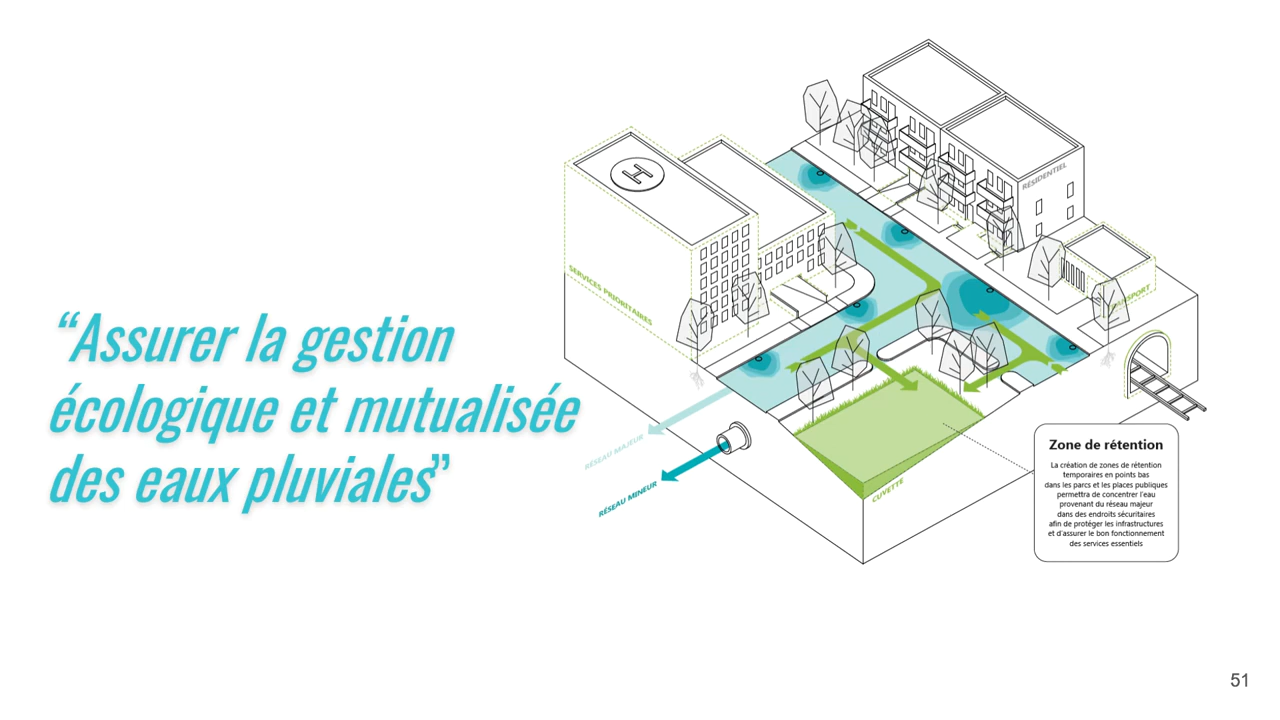 “Assurer la gestion
écologique et mutualisée
des eaux pluviales”
H
RÉSIDENTIEL
SERVICES PRIORITAIRES
TRANSPORT
RÉSEAU MAJEUR
RÉSEAU MINEUR
CUVETTE
Zone de rétention
La création de zones de rétention
temporaires en points bas
dans les parcs et les places publiques
permettra de concentrer l'eau
provenant du réseau majeur
dans des endroits sécuritaires
afin de protéger les infrastructures
et d'assurer le bon fonctionnement
des services essentiels
51